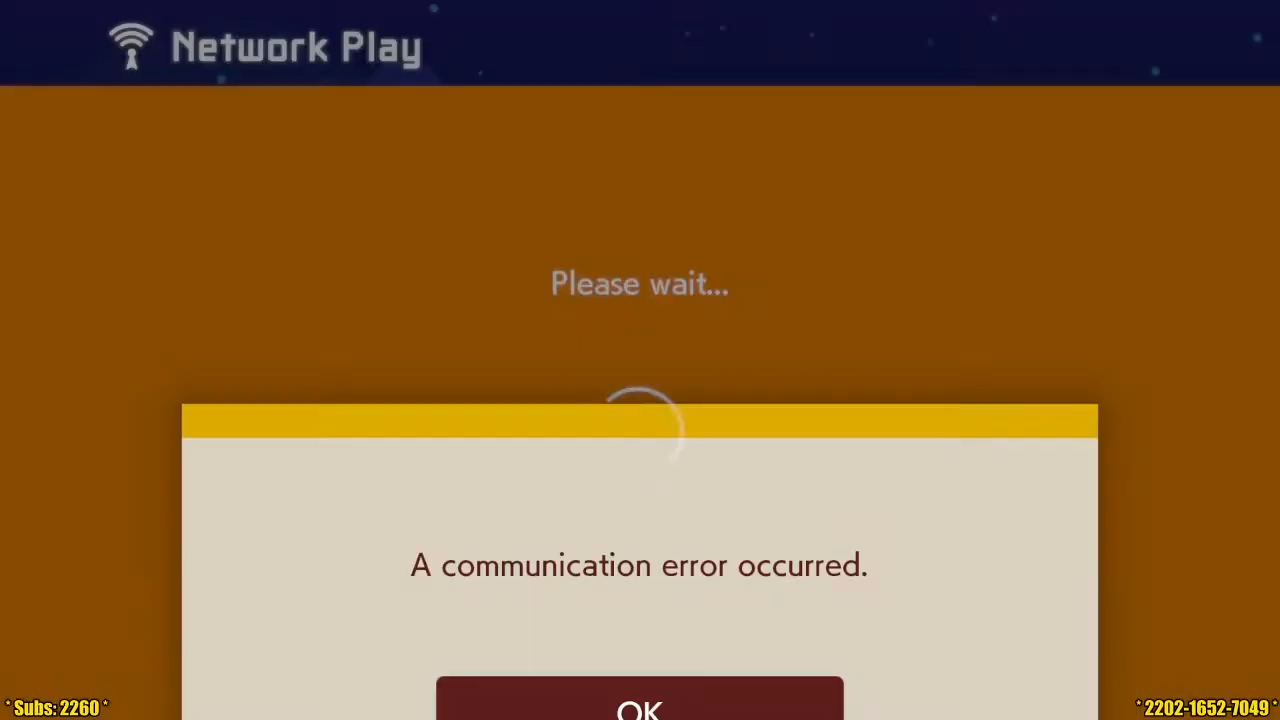 Network Play
Please wait...
A communication error occurred.
OK
* Subs: 2260 *
* 2202-1652-7049 *